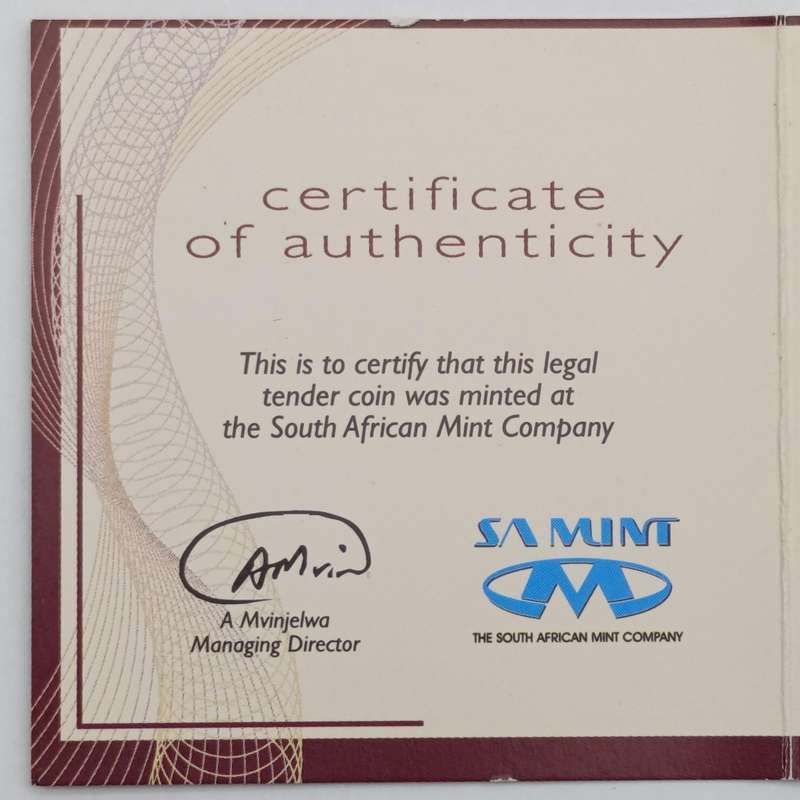 certificate
of authenticity
This is to certify that this legal
tender coin was minted at
the South African Mint Company
AMvin
A Mvinjelwa
Managing Director
SA MINT
THE SOUTH AFRICAN MINT COMPANY